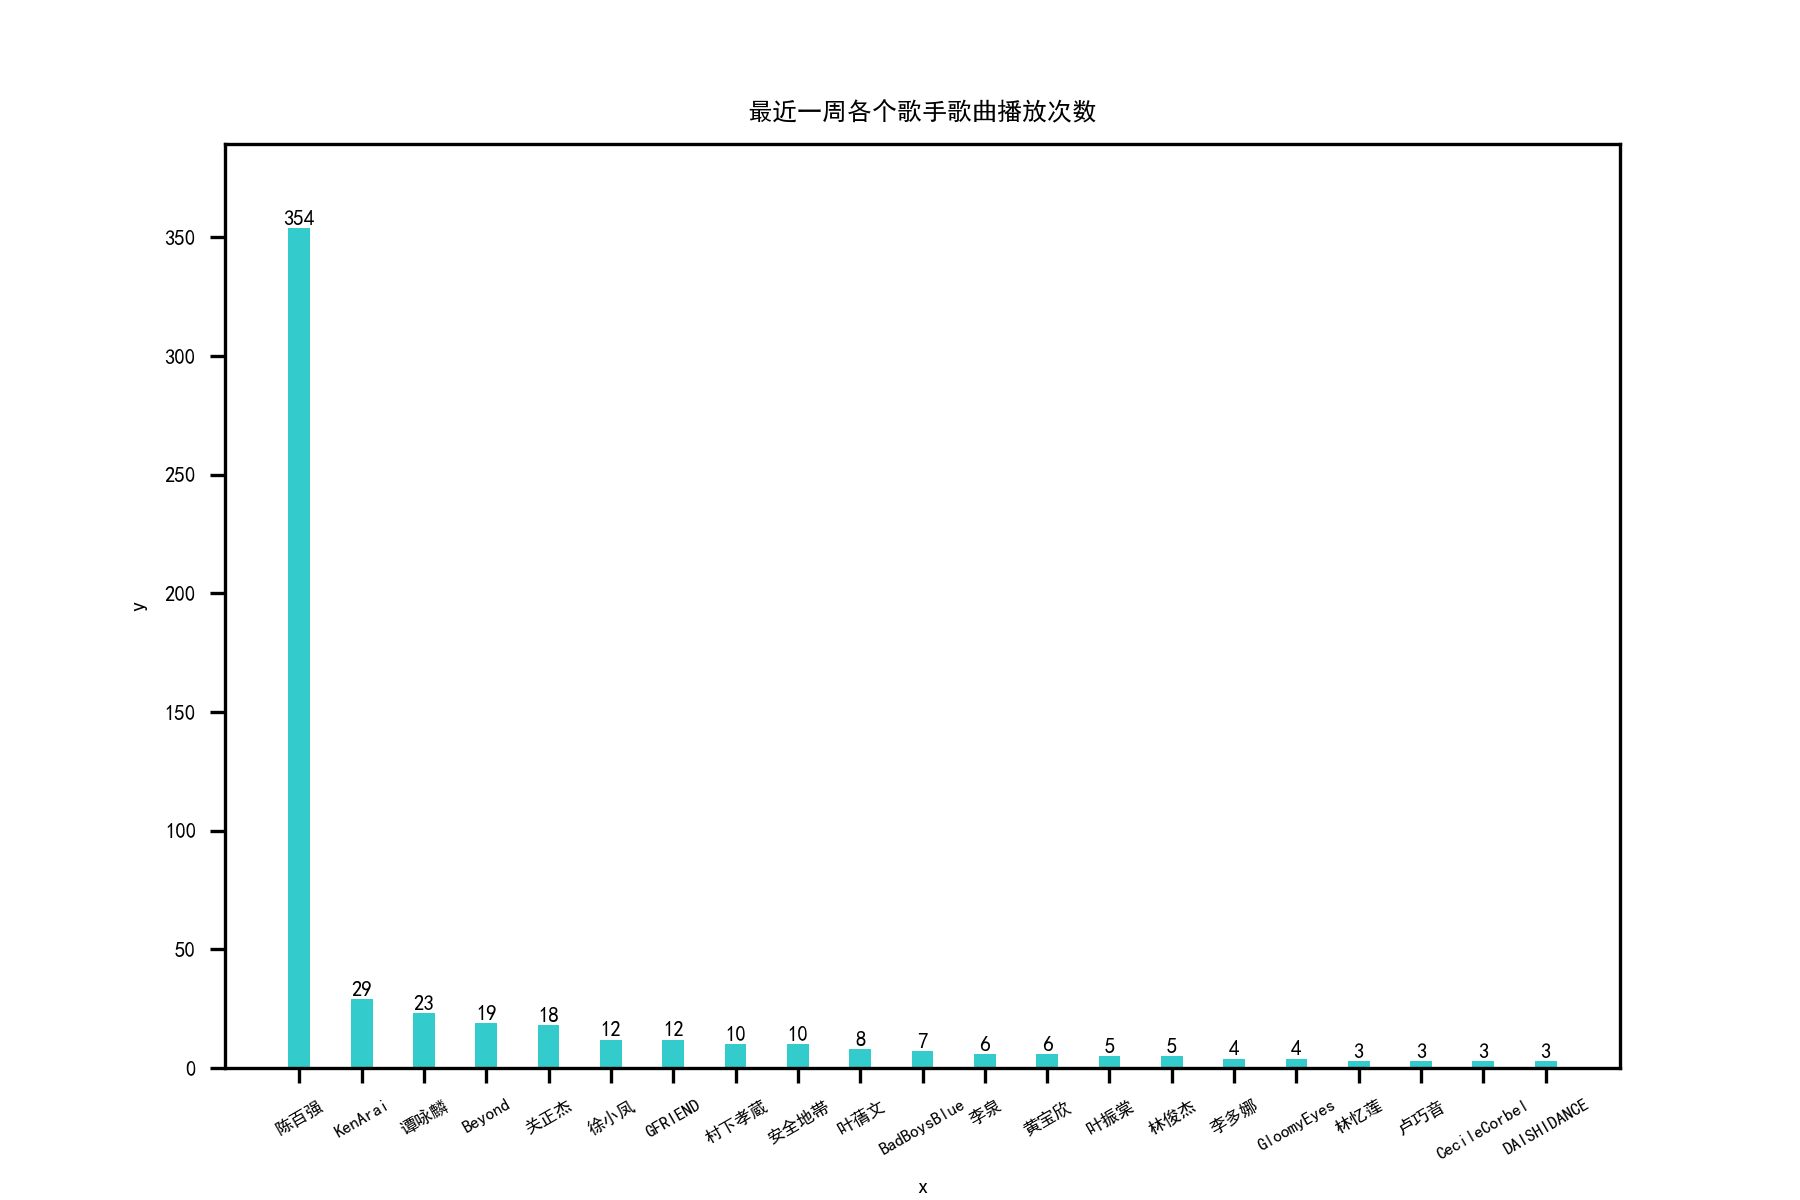 最近一周各个歌手歌曲播放次数
354
350
300
250
200
y
150
100
50
29
23
19
18
12
12
10
10
8
7
6
6
5
5
4
4
3
3
3
3
0
陈百强
KenArai
谭咏麟
Beyond
关正杰
徐小凤
GFRIEND
村下孝蔵
安全地带
叶蒨文
BadBoysBlue
李泉
黄宝欣
叶振棠
林俊杰
李多娜
GloomyEyes
林忆莲
卢巧音
CecileCorbel
DAISHIDANCE
x